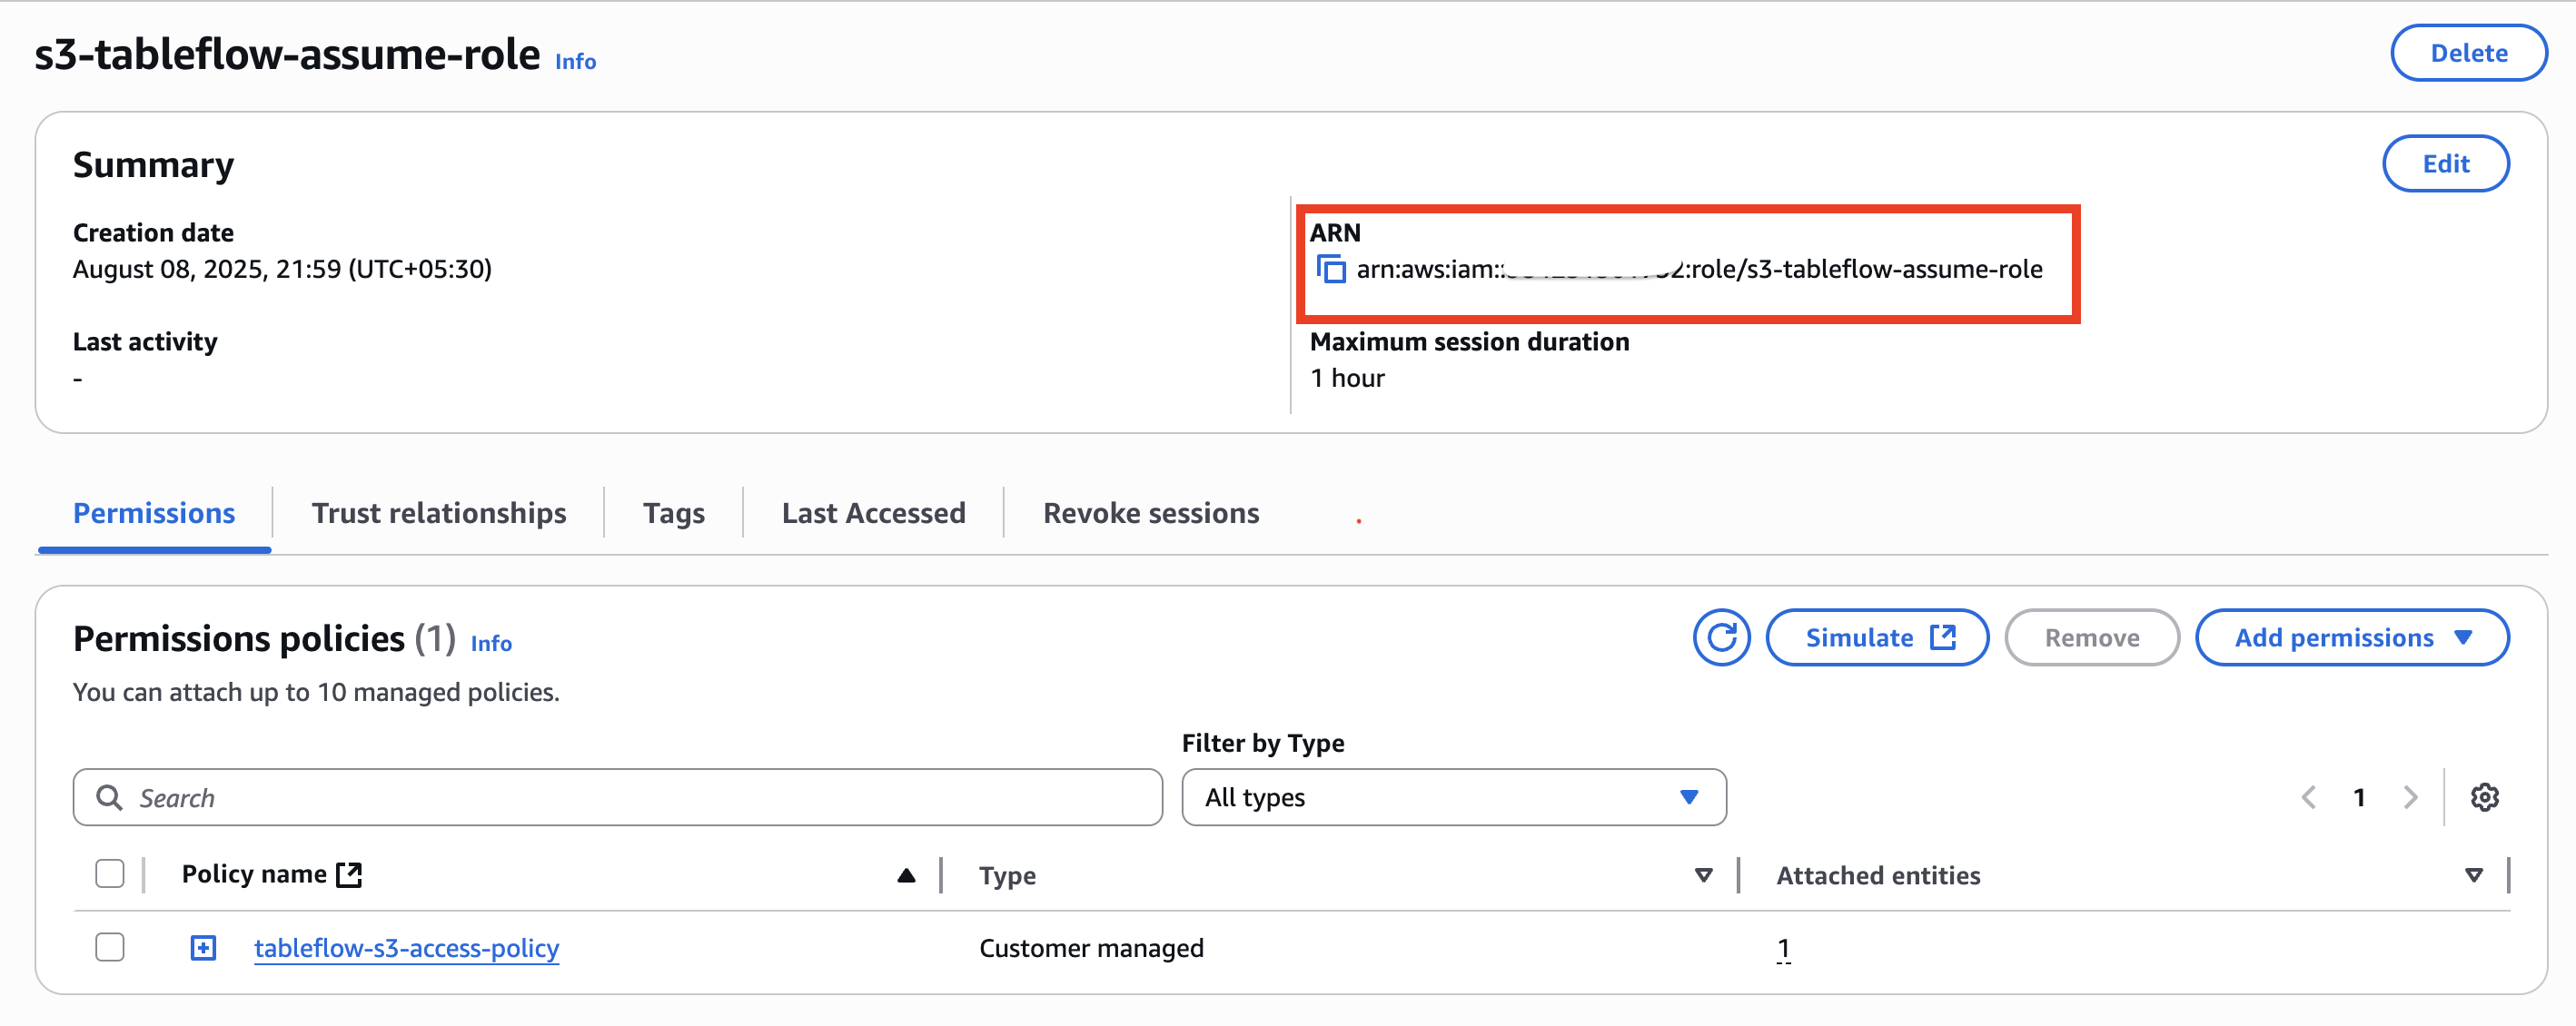 s3-tableflow-assume-role Info
Delete
Summary
Edit
Creation date
August 08, 2025, 21:59 (UTC+05:30)
ARN
arn:aws:iam:: :role/s3-tableflow-assume-role
Last activity
-
Maximum session duration
1 hour
Permissions
Trust relationships
Tags
Last Accessed
Revoke sessions
Permissions policies (1) Info
Simulate
Remove
Add permissions
You can attach up to 10 managed policies.
Filter by Type
Search
All types
1
Policy name
Type
Attached entities
tableflow-s3-access-policy
Customer managed
1